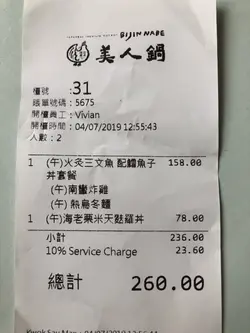 BIJIN NABE
美人鍋
檯號 :31
賬單號碼：5675
開檯員工：Vivian
開檯時間：04/07/2019 12:55:43
人數：2
1 (午)火炙三文魚 配鱈魚子 158.00
丼套餐
(午)南蠻炸雞
(午) 熱烏冬麵
1 (午)海老粟米天麩羅丼 78.00
小計 236.00
10% Service Charge 23.60
總計 260.00